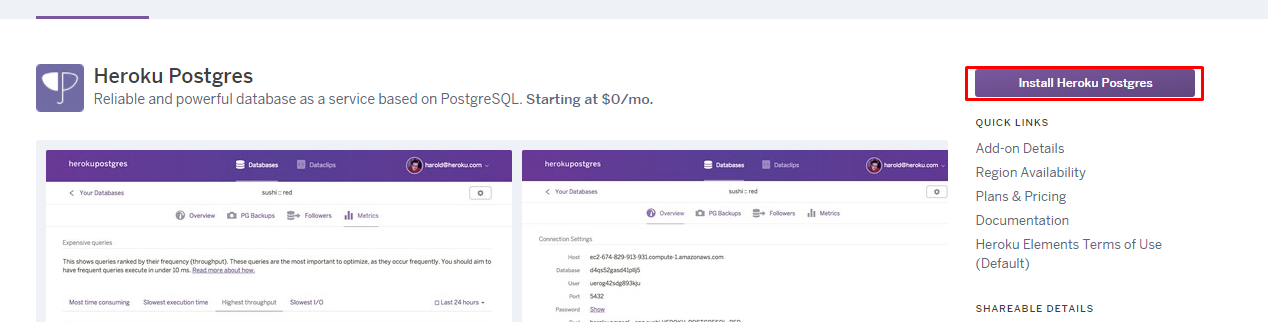 Heroku Postgres
Reliable and powerful database as a service based on PostgreSQL. Starting at $0/mo.
Install Heroku Postgres
QUICK LINKS
Add-on Details
Region Availability
Plans & Pricing
Documentation
Heroku Elements Terms of Use
(Default)
SHAREABLE DETAILS
herokupostgres
Databases
Dataclips
harold@heroku.com
Your Databases
sushi :: red
Overview
PG Backups
Followers
Metrics
Expensive queries
This shows queries ranked by their frequency (throughput). These queries are the most important to optimize, as they occur frequently. You should aim to
have frequent queries execute in under 10 ms. Read more about how.
Most time consuming
Slowest execution time
Highest throughput
Slowest I/O
Last 24 hours
herokupostgres
Databases
Dataclips
harold@heroku.com
Your Databases
sushi :: red
Overview
PG Backups
Followers
Metrics
Connection Settings
Host ec2-674-829-913-931.compute-1.amazonaws.com
Database
User uerog42sdg893kju
Port 5432
Password Show